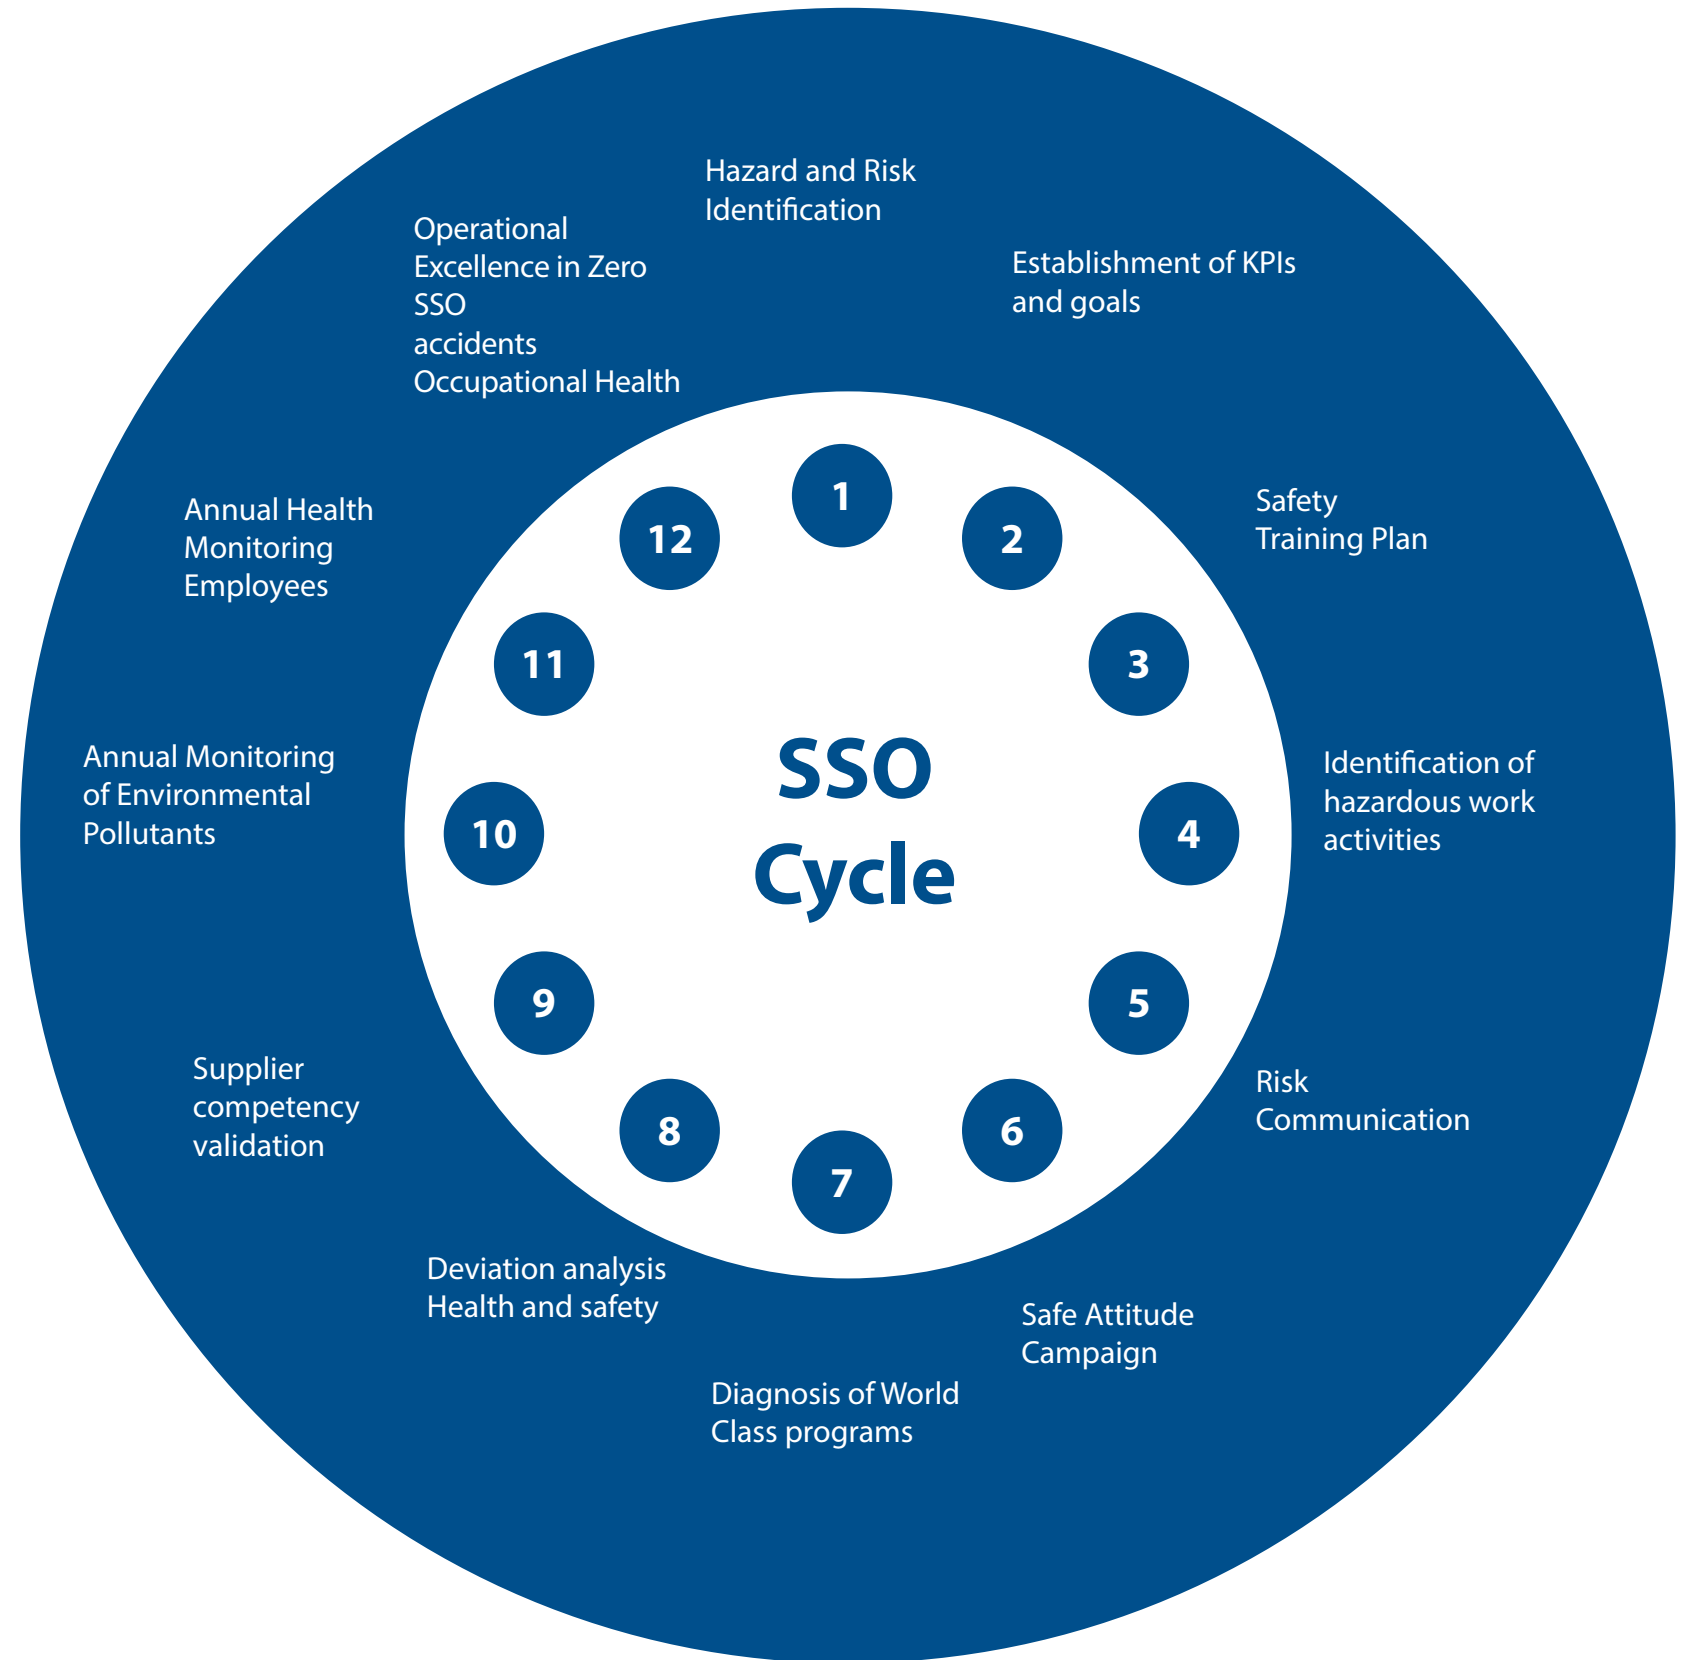 Hazard and Risk
Identification
Establishment of KPIs
and goals
Safety
Training Plan
Identification of
hazardous work
activities
Risk
Communication
Safe Attitude
Campaign
Diagnosis of World
Class programs
Deviation analysis
Health and safety
Supplier
competency
validation
Annual Monitoring
of Environmental
Pollutants
Annual Health
Monitoring
Employees
Operational
Excellence in Zero
SSO
accidents
Occupational Health
1
2
3
4
5
6
7
8
9
10
11
12
SSO
Cycle